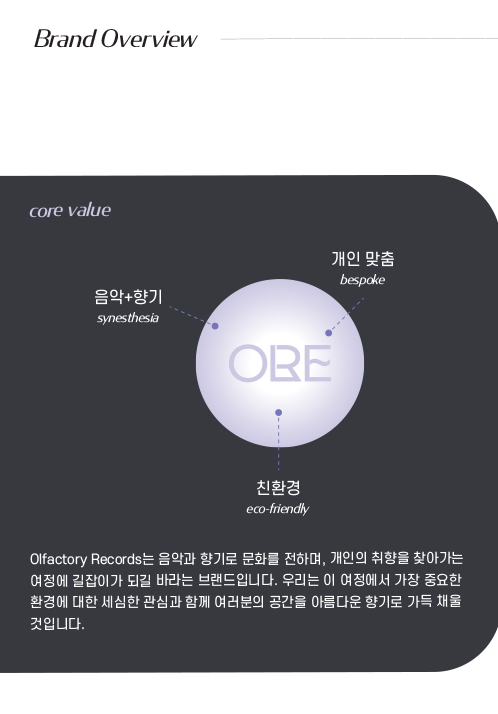 Brand Overview
core value
개인 맞춤
bespoke
음악+향기
synesthesia
ORE
친환경
eco-friendly
Olfactory Records는 음악과 향기로 문화를 전하며, 개인의 취향을 찾아가는
여정에 길잡이가 되길 바라는 브랜드입니다. 우리는 이 여정에서 가장 중요한
환경에 대한 세심한 관심과 함께 여러분의 공간을 아름다운 향기로 가득 채울
것입니다.